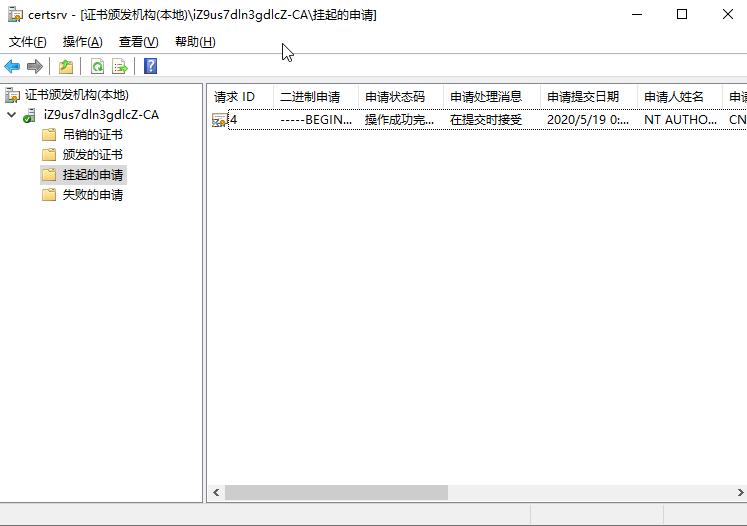 certsrv - [证书颁发机构(本地)\iZ9us7dln3gdlcZ-CA\挂起的申请]
文件(F) 操作(A) 查看(V) 帮助(H)
证书颁发机构(本地)
iZ9us7dln3gdlcZ-CA
吊销的证书
颁发的证书
挂起的申请
失败的申请
请求 ID 二进制申请 申请状态码 申请处理消息 申请提交日期 申请人姓名 申请
4 -----BEGIN... 操作成功完... 在提交时接受 2020/5/19 0:... NT AUTHO... CN